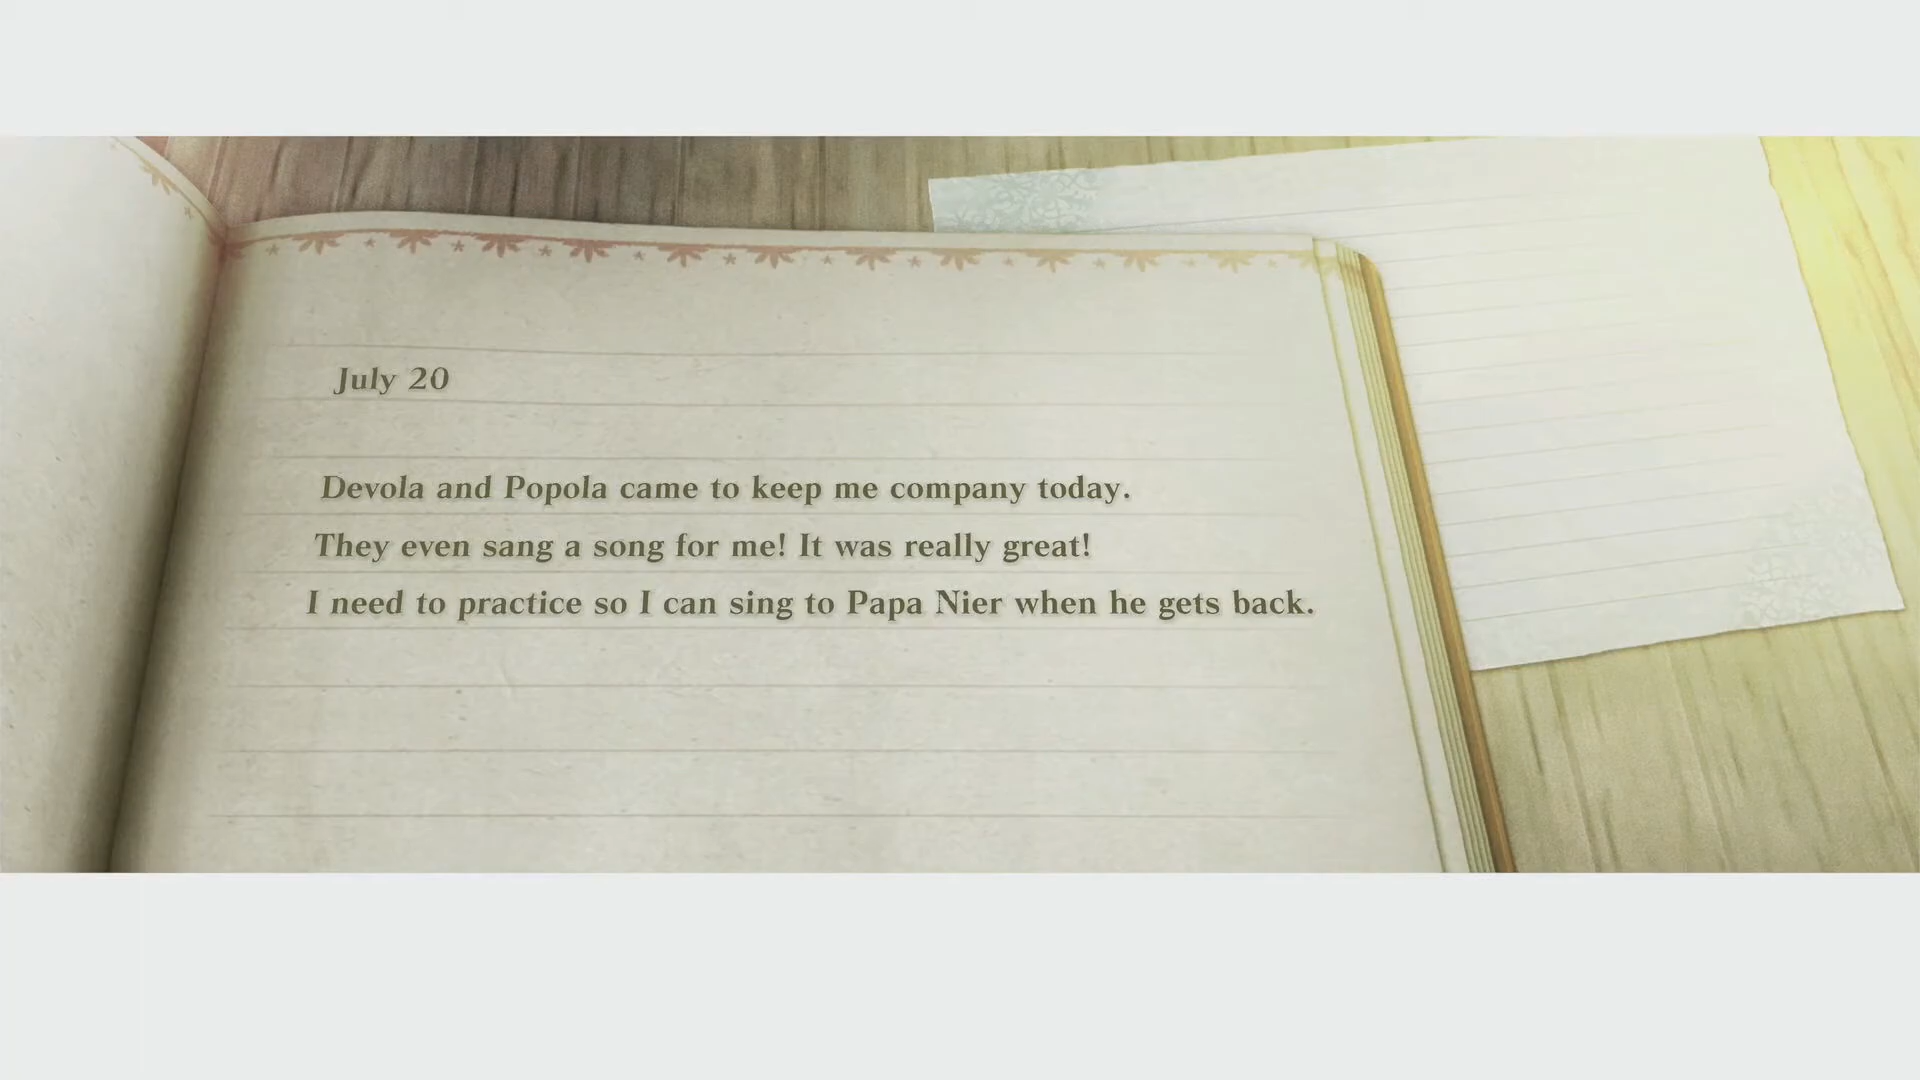 July 20
Devola and Popola came to keep me company today.
They even sang a song for me! It was really great!
I need to practice so I can sing to Papa Nier when he gets back.